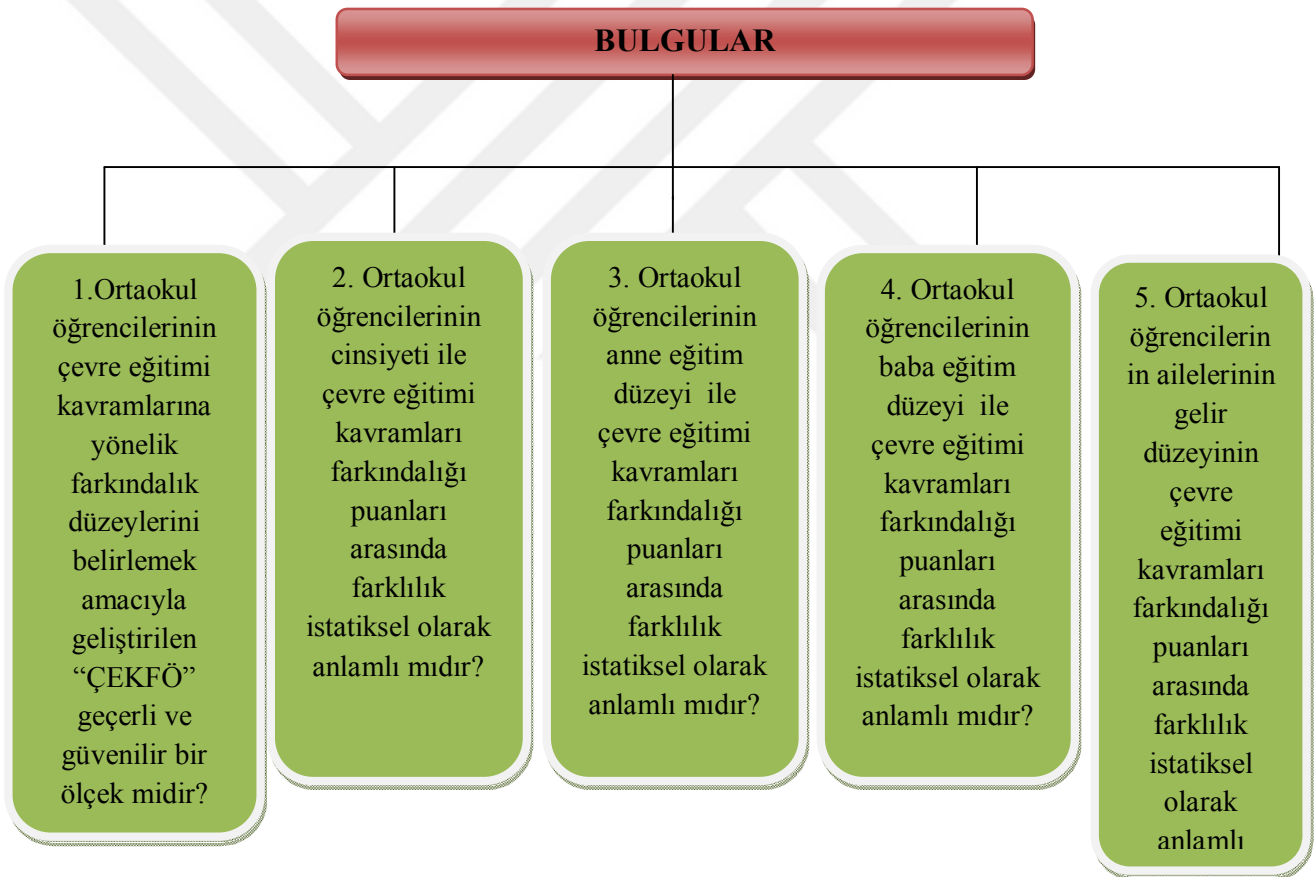 BULGULAR
1.Ortaokul
öğrencilerinin
çevre eğitimi
kavramlarına
yönelik
farkındalık
düzeylerini
belirlemek
amacıyla
geliştirilen
“ÇEKFÖ”
geçerli ve
güvenilir bir
ölçek midir?
2. Ortaokul
öğrencilerinin
cinsiyeti ile
çevre eğitimi
kavramları
farkındalığı
puanları
arasında
farklılık
istatiksel olarak
anlamlı mıdır?
3. Ortaokul
öğrencilerinin
anne eğitim
düzeyi ile
çevre eğitimi
kavramları
farkındalığı
puanları
arasında
farklılık
istatiksel olarak
anlamlı mıdır?
4. Ortaokul
öğrencilerinin
baba eğitim
düzeyi ile
çevre eğitimi
kavramları
farkındalığı
puanları
arasında
farklılık
istatiksel olarak
anlamlı mıdır?
5. Ortaokul
öğrencilerin
in ailelerinin
gelir
düzeyinin
çevre
eğitimi
kavramları
farkındalığı
puanları
arasında
farklılık
istatiksel
olarak
anlamlı